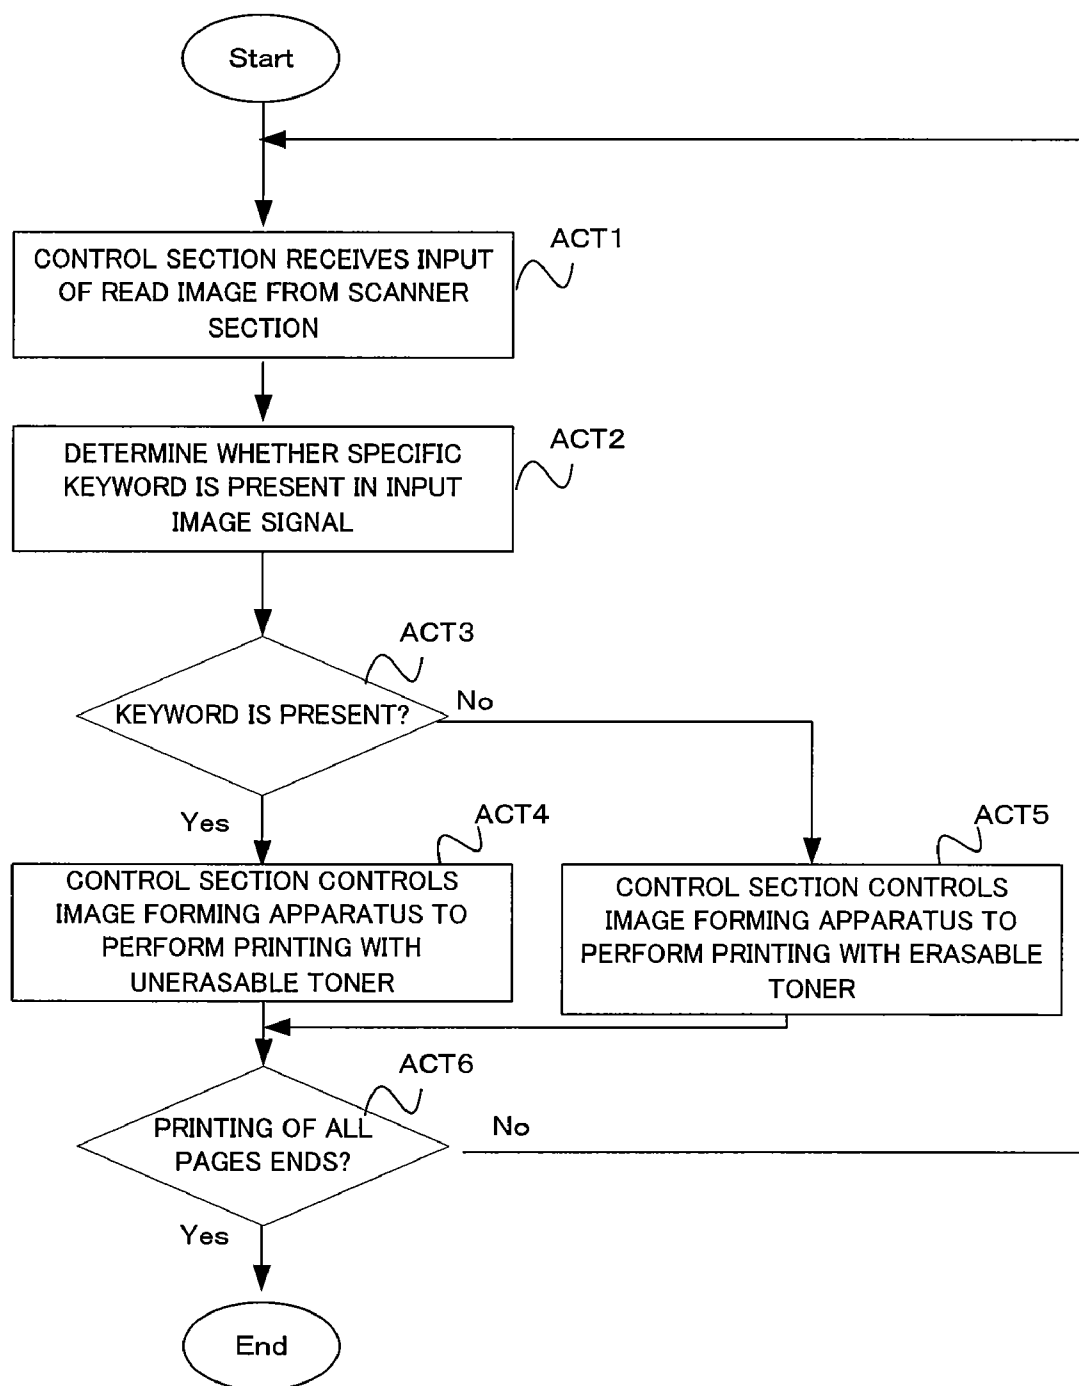 Start
ACT1
CONTROL SECTION RECEIVES INPUT
OF READ IMAGE FROM SCANNER
SECTION
ACT2
DETERMINE WHETHER SPECIFIC
KEYWORD IS PRESENT IN INPUT
IMAGE SIGNAL
ACT3
KEYWORD IS PRESENT?
No
Yes
ACT4
CONTROL SECTION CONTROLS
IMAGE FORMING APPARATUS TO
PERFORM PRINTING WITH
UNERASABLE TONER
ACT5
CONTROL SECTION CONTROLS
IMAGE FORMING APPARATUS TO
PERFORM PRINTING WITH ERASABLE
TONER
ACT6
PRINTING OF ALL
PAGES ENDS?
No
Yes
End